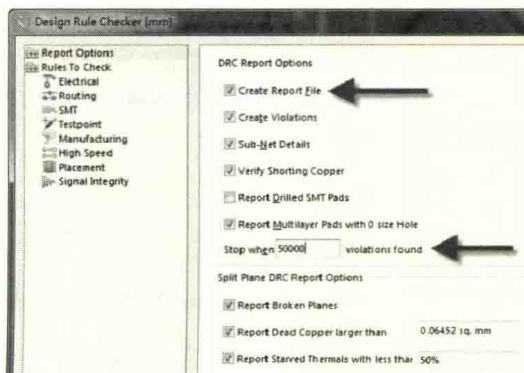 Design Rule Checker [mm]
Report Options
Rules To Check
Electrical
Routing
SMT
Testpoint
Manufacturing
High Speed
Placement
Signal Integrity
DRC Report Options
Create Report File
Create Violations
Sub-Net Details
Verify Shorting Copper
Report Drilled SMT Pads
Report Multilayer Pads with 0 size Hole
Stop when 50000 violations found
Split Plane DRC Report Options
Report Broken Planes
Report Dead Copper larger than 0.06452 sq. mm
Report Starved Thermals with less than 50%